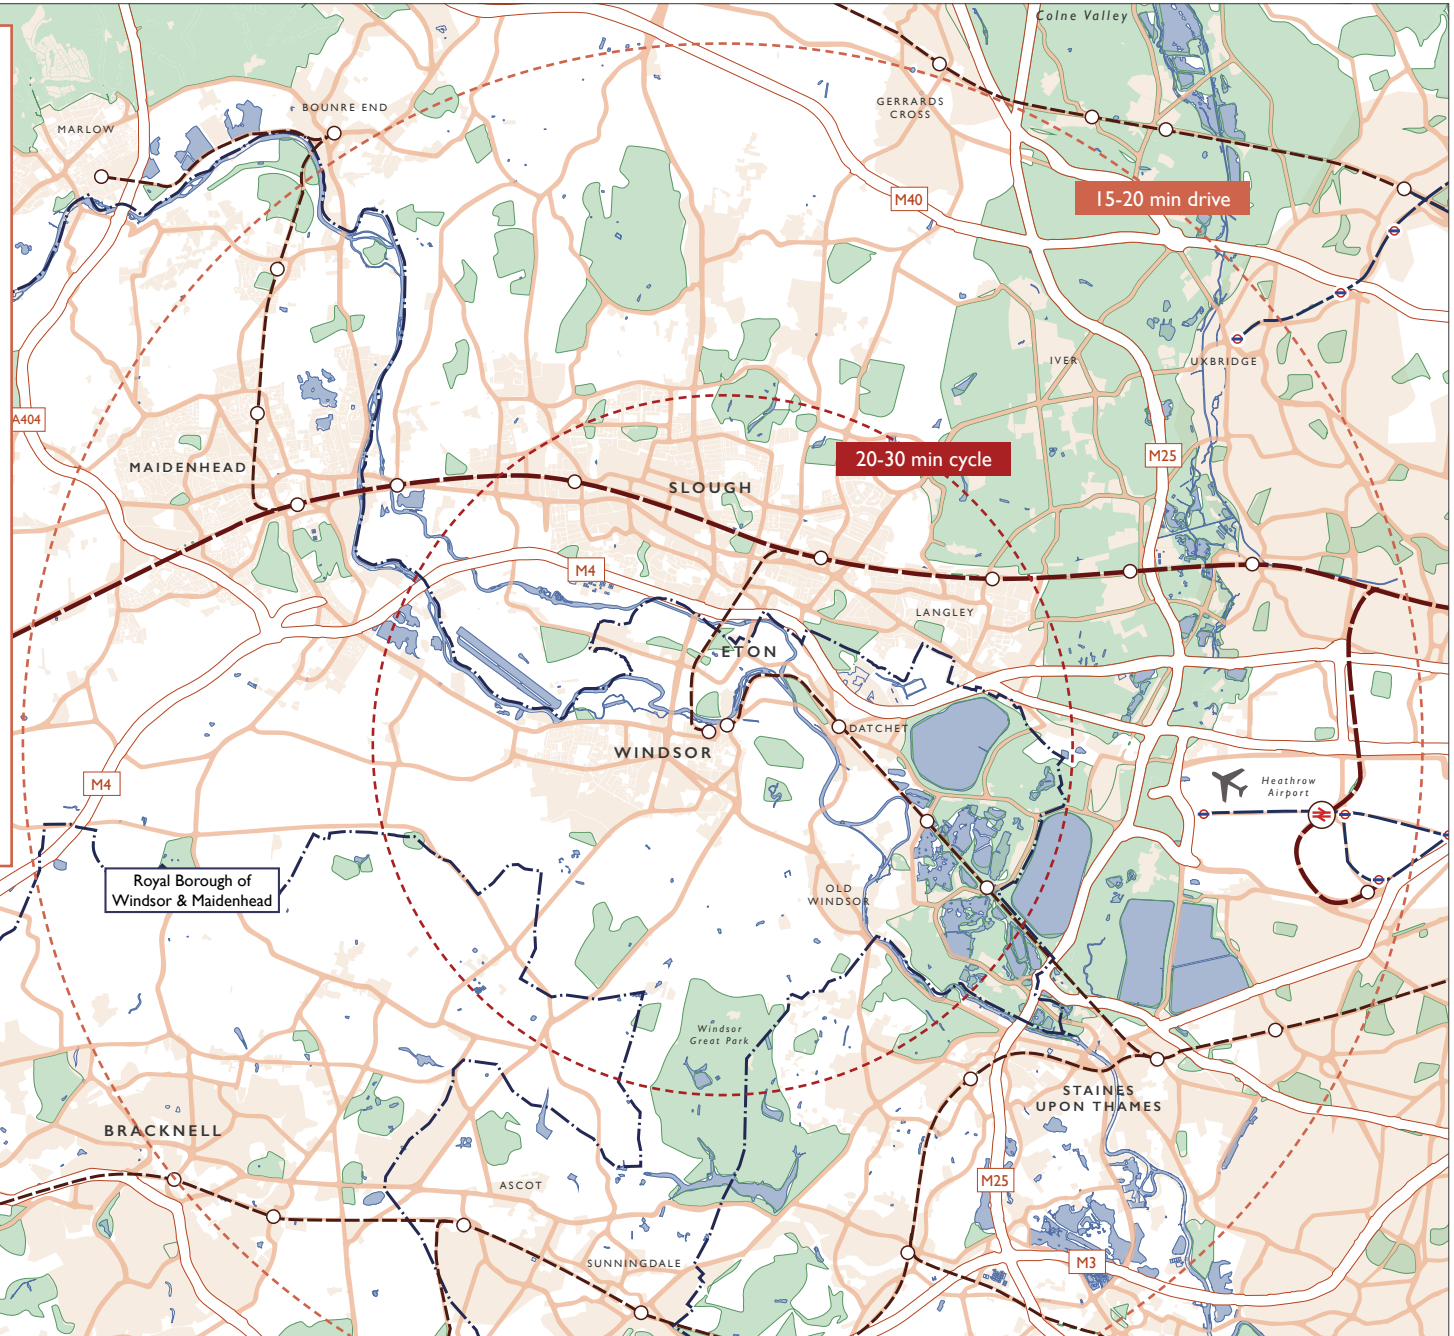 Colne Valley
GERRARDS
CROSS
BOUNRE END
MARLOW
M40
15-20 min drive
IVER
UXBRIDGE
A404
MAIDENHEAD
20-30 min cycle
M25
SLOUGH
M4
LANGLEY
ETON
DATCHET
WINDSOR
M4
Heathrow
Airport
Royal Borough of
Windsor & Maidenhead
OLD
WINDSOR
Windsor
Great Park
STAINES
UPON THAMES
BRACKNELL
M25
ASCOT
SUNNINGDALE
M3